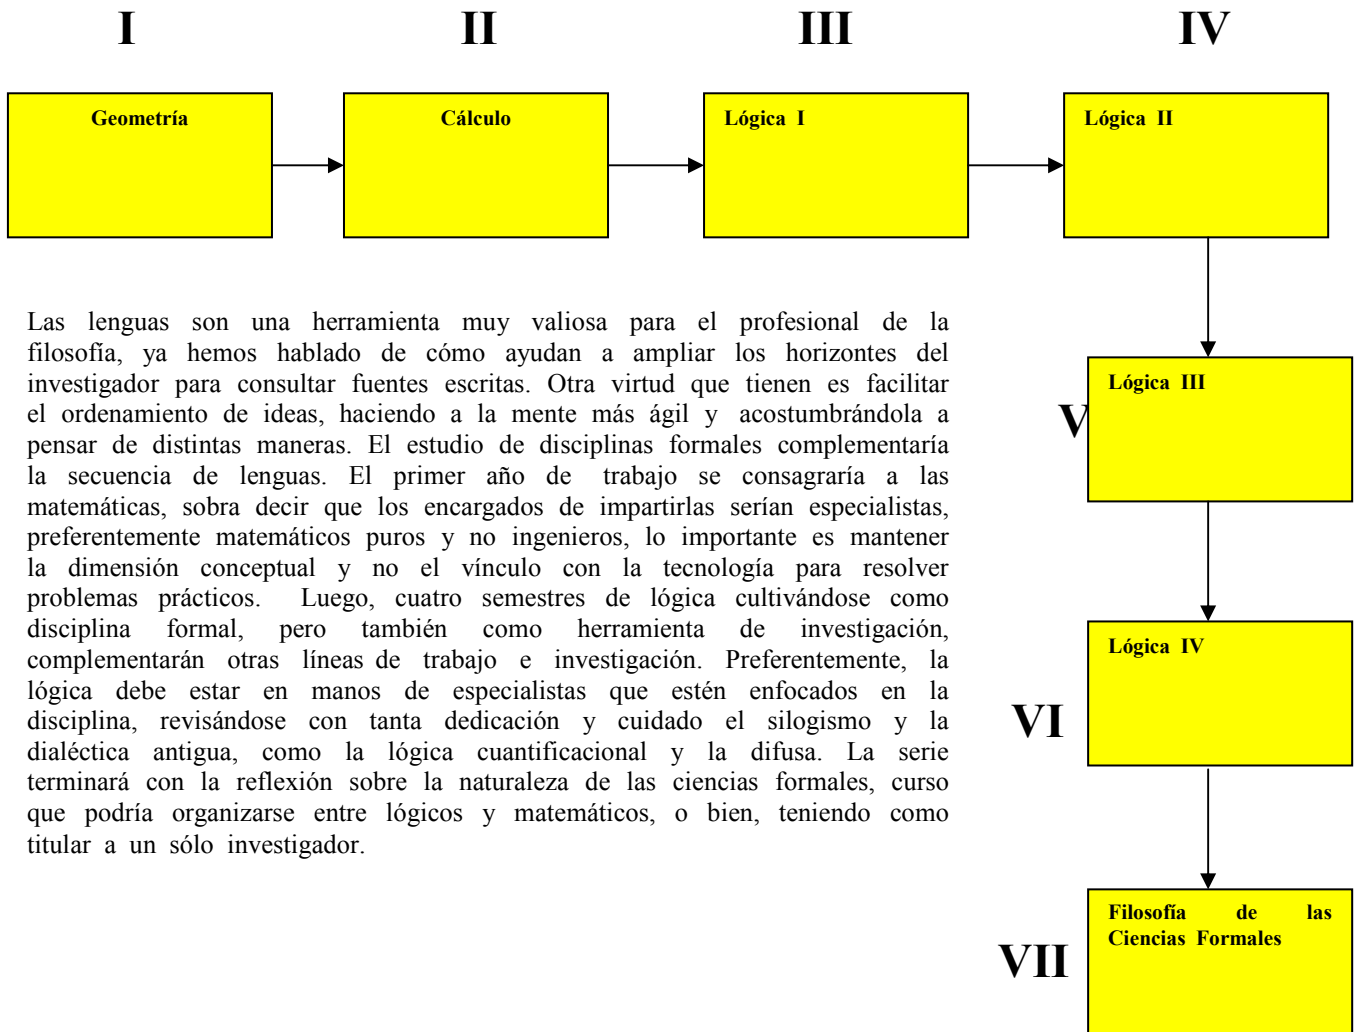 I II III IV
Geometría
Cálculo
Lógica I
Lógica II
Las lenguas son una herramienta muy valiosa para el profesional de la
filosofía, ya hemos hablado de cómo ayudan a ampliar los horizontes del
investigador para consultar fuentes escritas. Otra virtud que tienen es facilitar
el ordenamiento de ideas, haciendo a la mente más ágil y acostumbrándola a
pensar de distintas maneras. El estudio de disciplinas formales complementaría
la secuencia de lenguas. El primer año de trabajo se consagraría a las
matemáticas, sobra decir que los encargados de impartirlas serían especialistas,
preferentemente matemáticos puros y no ingenieros, lo importante es mantener
la dimensión conceptual y no el vínculo con la tecnología para resolver
problemas prácticos. Luego, cuatro semestres de lógica cultivándose como
disciplina formal, pero también como herramienta de investigación,
complementarán otras líneas de trabajo e investigación. Preferentemente, la
lógica debe estar en manos de especialistas que estén enfocados en la
disciplina, revisándose con tanta dedicación y cuidado el silogismo y la
dialéctica antigua, como la lógica cuantificacional y la difusa. La serie
terminará con la reflexión sobre la naturaleza de las ciencias formales, curso
que podría organizarse entre lógicos y matemáticos, o bien, teniendo como
titular a un sólo investigador.
V
Lógica III
VI
Lógica IV
VII
Filosofía de las
Ciencias Formales